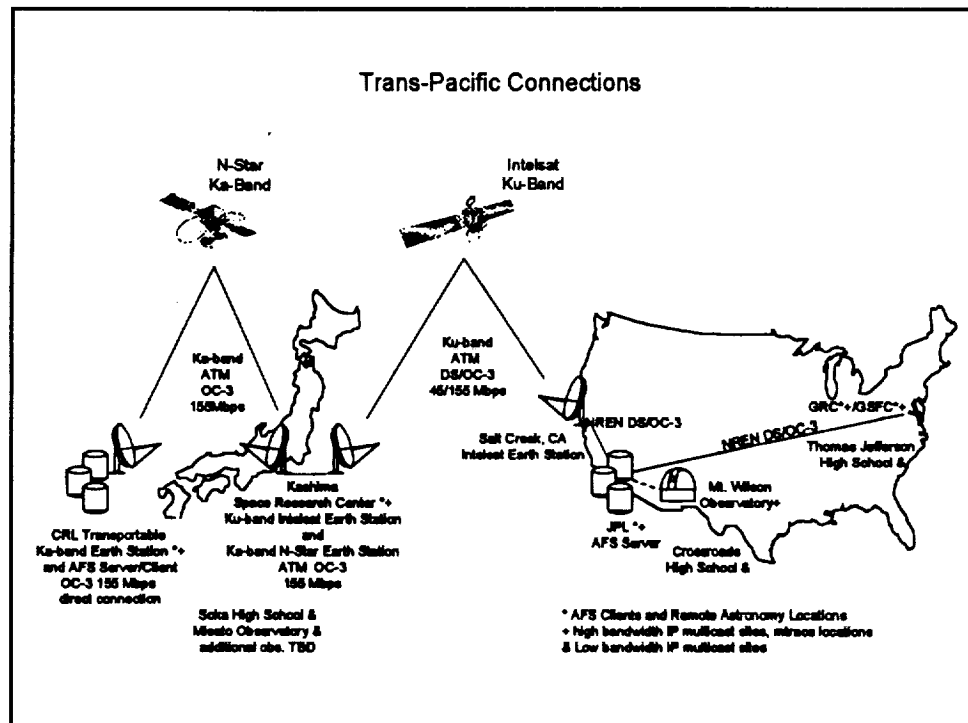 Trans-Pacific Connections
N-Star
Ka-Band
Intelsat
Ku-Band
Ka-band
ATM
OC-3
155Mbps
Ku-band
ATM
DS/OC-3
45/155 Mbps
NREN DS/OC-3
Salt Creek, CA
Intelsat Earth Station
GRC*+/GSFC*+
NREN DS/OC-3
Thomas Jefferson
High School &
Mt. Wilson
Observatory+
JPL *+
AFS Server
Crossroads
High School &
CRL Transportable
Ka-band Earth Station *+
and AFS Server/Client
OC-3 155 Mbps
direct connection
Kashima
Space Research Center *+
Ku-band Intelsat Earth Station
and
Ka-band N-Star Earth Station
ATM OC-3
155 Mbps
Soka High School &
Misato Observatory &
additional obs. TBD
* AFS Clients and Remote Astronomy Locations
+ high bandwidth IP multicast sites, mtrace locations
& Low bandwidth IP multicast sites